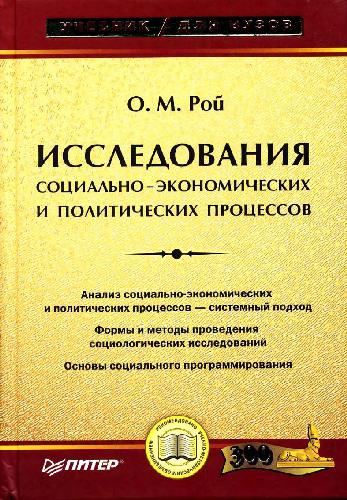 УЧЕБНИК / ДЛЯ ВУЗОВ
О. М. Рой
ИССЛЕДОВАНИЯ
СОЦИАЛЬНО-ЭКОНОМИЧЕСКИХ
И ПОЛИТИЧЕСКИХ ПРОЦЕССОВ
Анализ социально-экономических
и политических процессов — системный подход
Формы и методы проведения
социологических исследований
Основы социального программирования
РЕКОМЕНДОВАНО
ПИТЕР
300